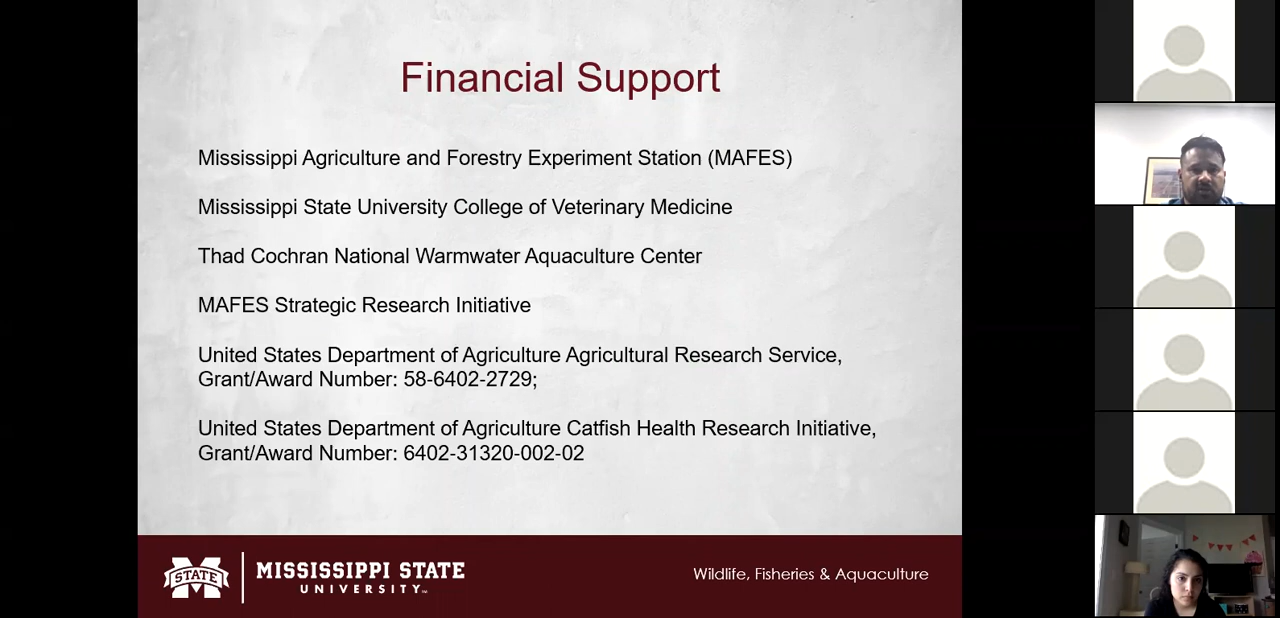 Financial Support
Mississippi Agriculture and Forestry Experiment Station (MAFES)
Mississippi State University College of Veterinary Medicine
Thad Cochran National Warmwater Aquaculture Center
MAFES Strategic Research Initiative
United States Department of Agriculture Agricultural Research Service,
Grant/Award Number: 58-6402-2729;
United States Department of Agriculture Catfish Health Research Initiative,
Grant/Award Number: 6402-31320-002-02
STATE
MISSISSIPPI STATE
UNIVERSITY™
Wildlife, Fisheries & Aquaculture